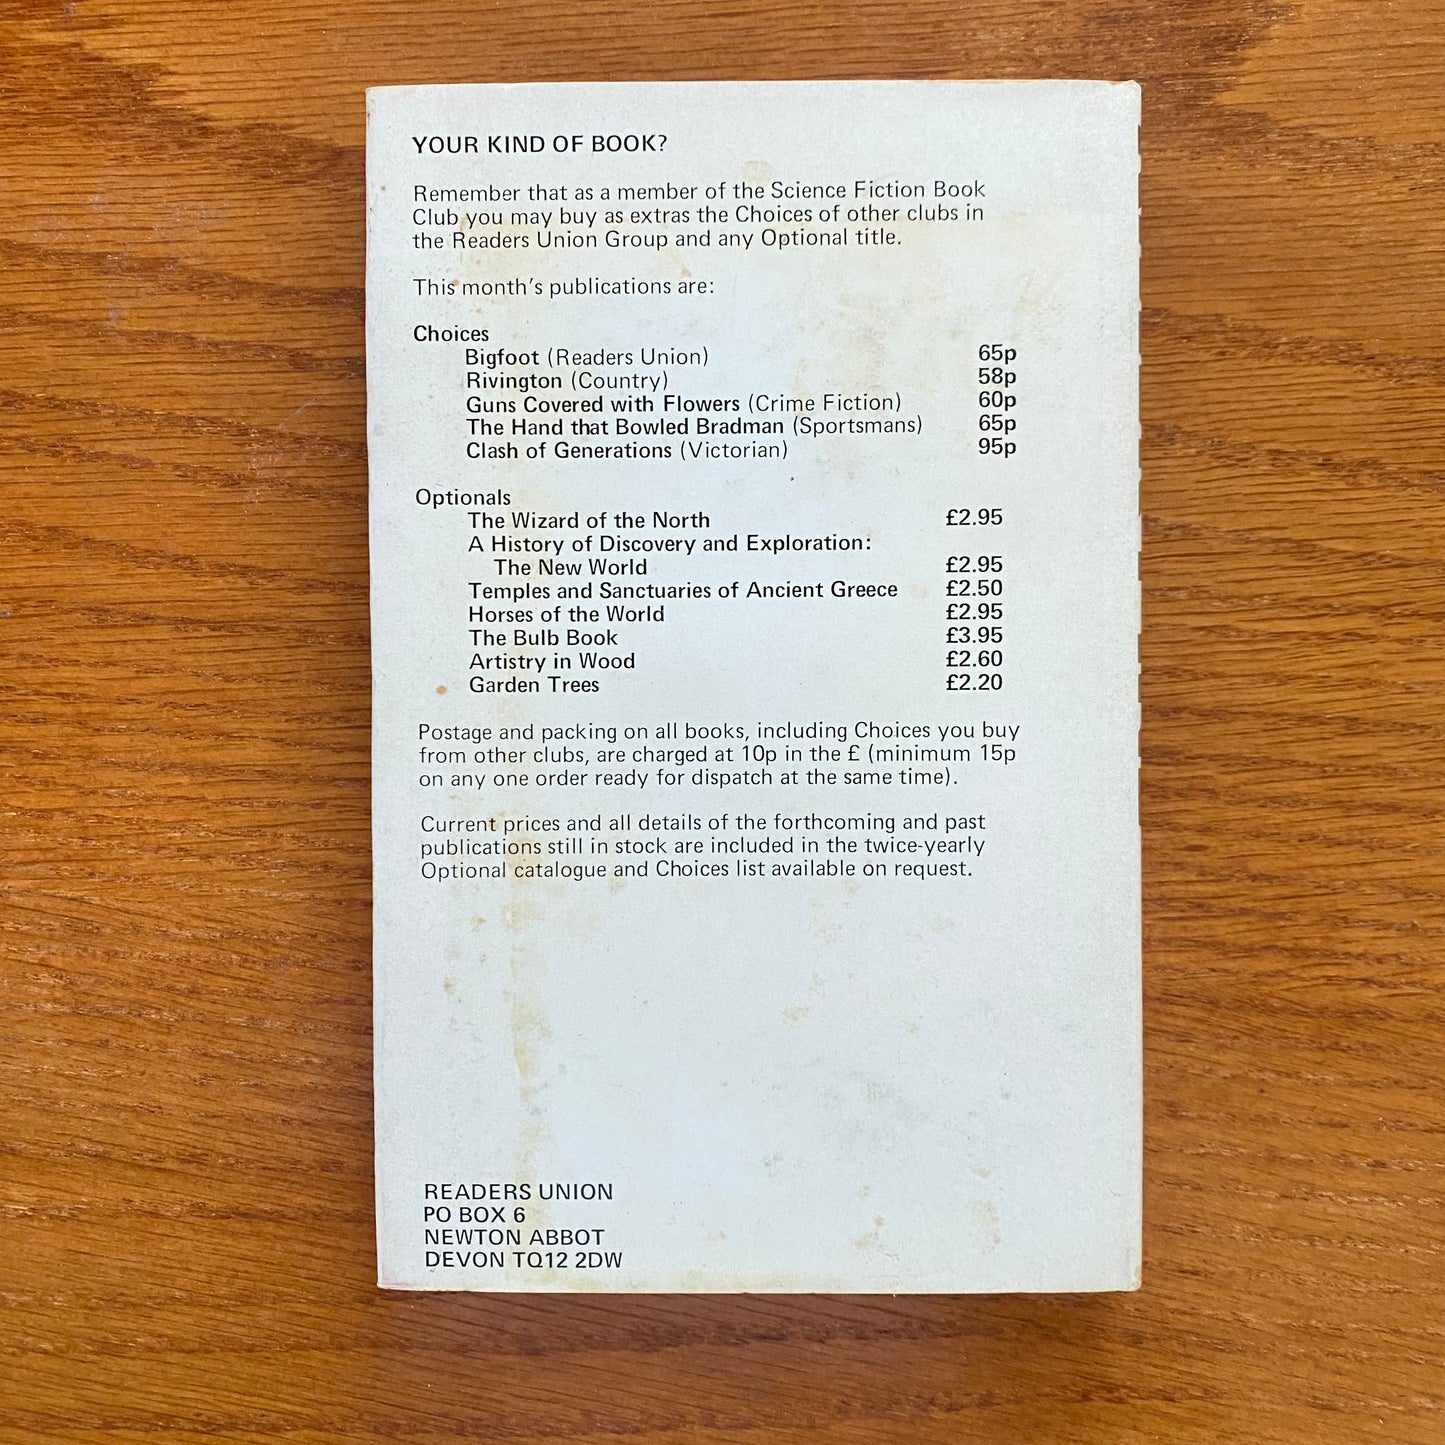 YOUR KIND OF BOOK?
Remember that as a member of the Science Fiction Book
Club you may buy as extras the Choices of other clubs in
the Readers Union Group and any Optional title.
This month's publications are:
Choices
Bigfoot (Readers Union) 65p
Rivington (Country) 58p
Guns Covered with Flowers (Crime Fiction) 60p
The Hand that Bowled Bradman (Sportsmans) 65p
Clash of Generations (Victorian) 95p
Optionals
The Wizard of the North £2.95
A History of Discovery and Exploration:
The New World £2.95
Temples and Sanctuaries of Ancient Greece £2.50
Horses of the World £2.95
The Bulb Book £3.95
Artistry in Wood £2.60
Garden Trees £2.20
Postage and packing on all books, including Choices you buy
from other clubs, are charged at 10p in the £ (minimum 15p
on any one order ready for dispatch at the same time).
Current prices and all details of the forthcoming and past
publications still in stock are included in the twice-yearly
Optional catalogue and Choices list available on request.
READERS UNION
PO BOX 6
NEWTON ABBOT
DEVON TQ12 2DW